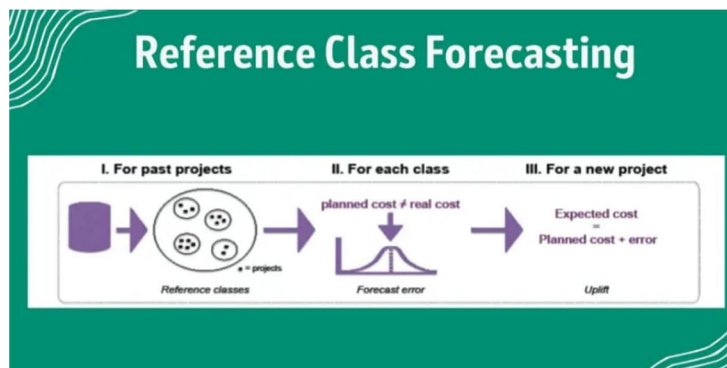 Reference Class Forecasting
I. For past projects
II. For each class
III. For a new project
planned cost ≠ real cost
Expected cost
=
Planned cost + error
• = projects
Reference classes
Forecast error
Uplift